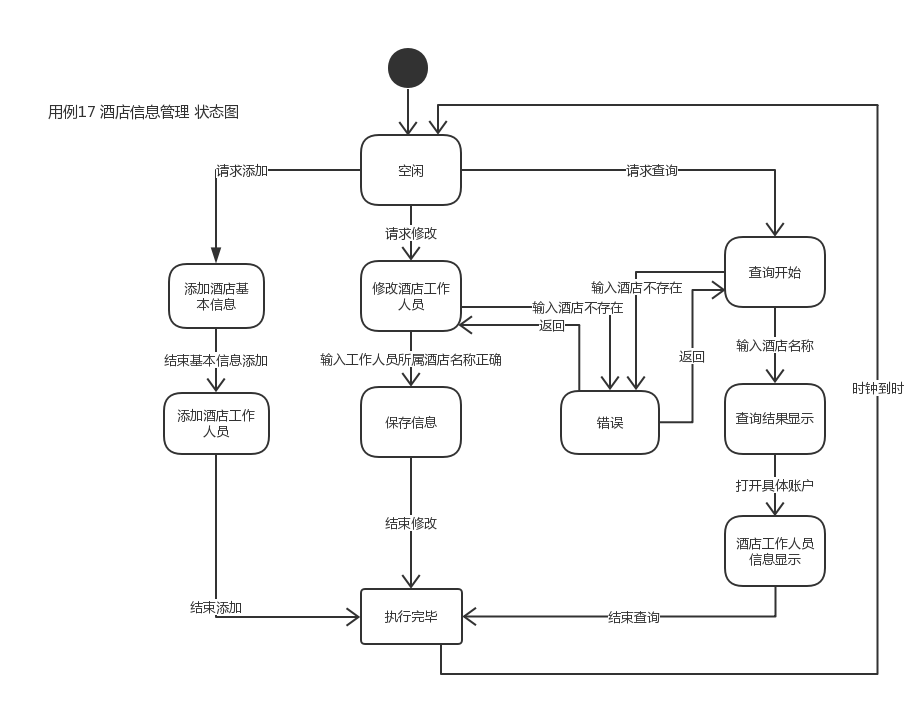 用例17 酒店信息管理 状态图
空闲
请求添加
请求查询
请求修改
添加酒店基
本信息
修改酒店工作
人员
查询开始
输入酒店不存在
输入酒店不存在
返回
返回
结束基本信息添加
输入工作人员所属酒店名称正确
输入酒店名称
时钟到时
添加酒店工作
人员
保存信息
错误
查询结果显示
打开具体账户
结束修改
酒店工作人员
信息显示
结束添加
执行完毕
结束查询